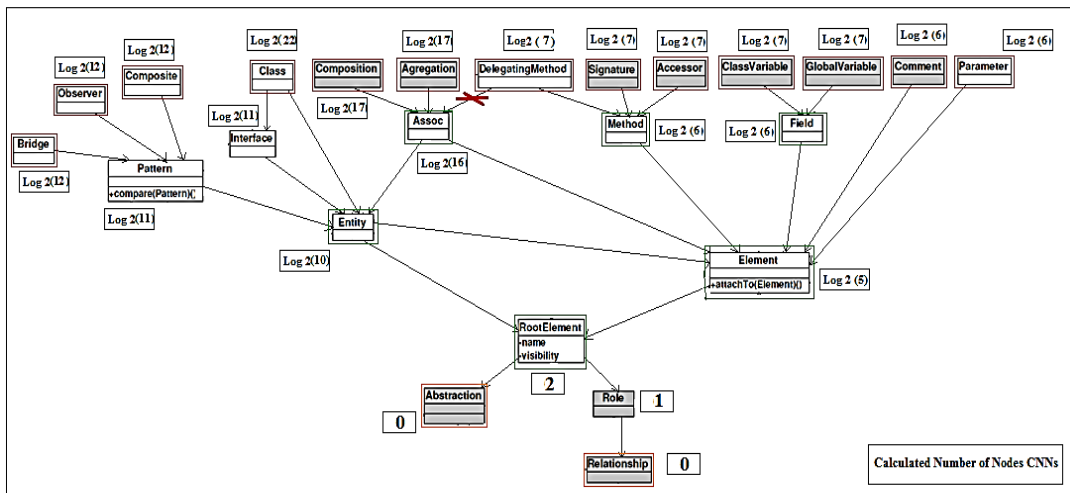 Log 2(12)
Composite
Log 2(12)
Observer
Bridge
Log 2(12)
Pattern
+compare(Pattern)()
Log 2(11)
Log 2(22)
Class
Log 2(11)
Interface
Composition
Log 2(17)
Log 2(17)
Agregation
Log2 ( 7)
DelegatingMethod
Assoc
Log 2(16)
Log 2 (7)
Signature
Log 2 (7)
Accessor
Method
Log 2 (6)
Log 2 (7)
ClassVariable
Log 2 (7)
GlobalVariable
Log 2 (6)
Field
Log 2 (6)
Comment
Log 2 (6)
Parameter
Entity
Log 2(10)
Element
+attachTo(Element)()
Log 2 (5)
RootElement
-name
-visibility
2
Abstraction
0
Role
1
Relationship
0
Calculated Number of Nodes CNNs